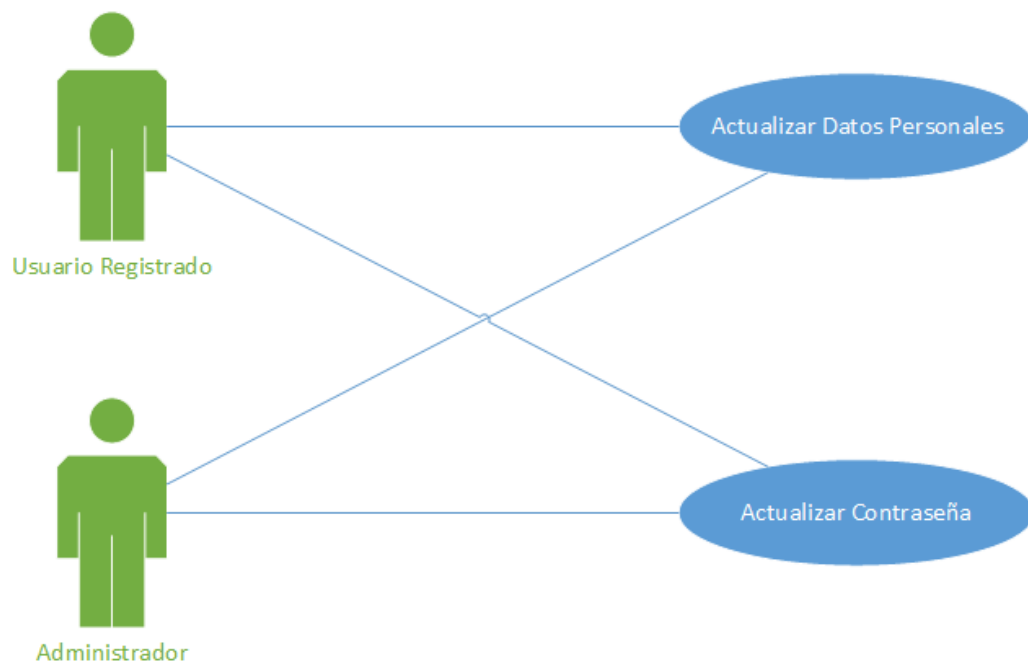 Actualizar Datos Personales
Usuario Registrado
Actualizar Contraseña
Administrador